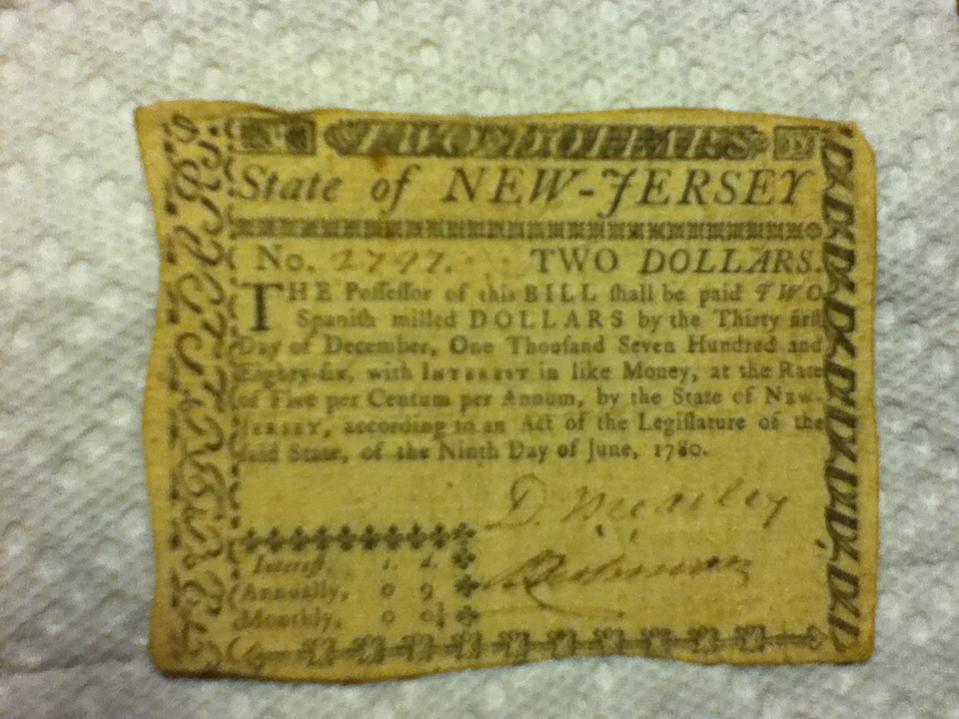 TWO DOLLARS
State of NEW-JERSEY
No. 2797. TWO DOLLARS.
THE Poſſeſſor of this BILL ſhall be paid TWO
Spaniſh milled DOLLARS by the Thirty firſt
Day of December, One Thouſand Seven Hundred and
Eighty-ſix, with INTEREST in like Money, at the Rate
of Five per Centum per Annum, by the State of NEW-
JERSEY, according to an Act of the Legiſlature of the
ſaid State, of the Ninth Day of June, 1780.
D.
Intereſt. s. d.
Annually, 0 9
Monthly, 0 0¾